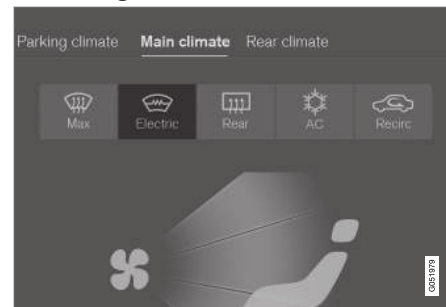 Parking climate Main climate Rear climate
Max Electric Rear AC Recirc
G051979